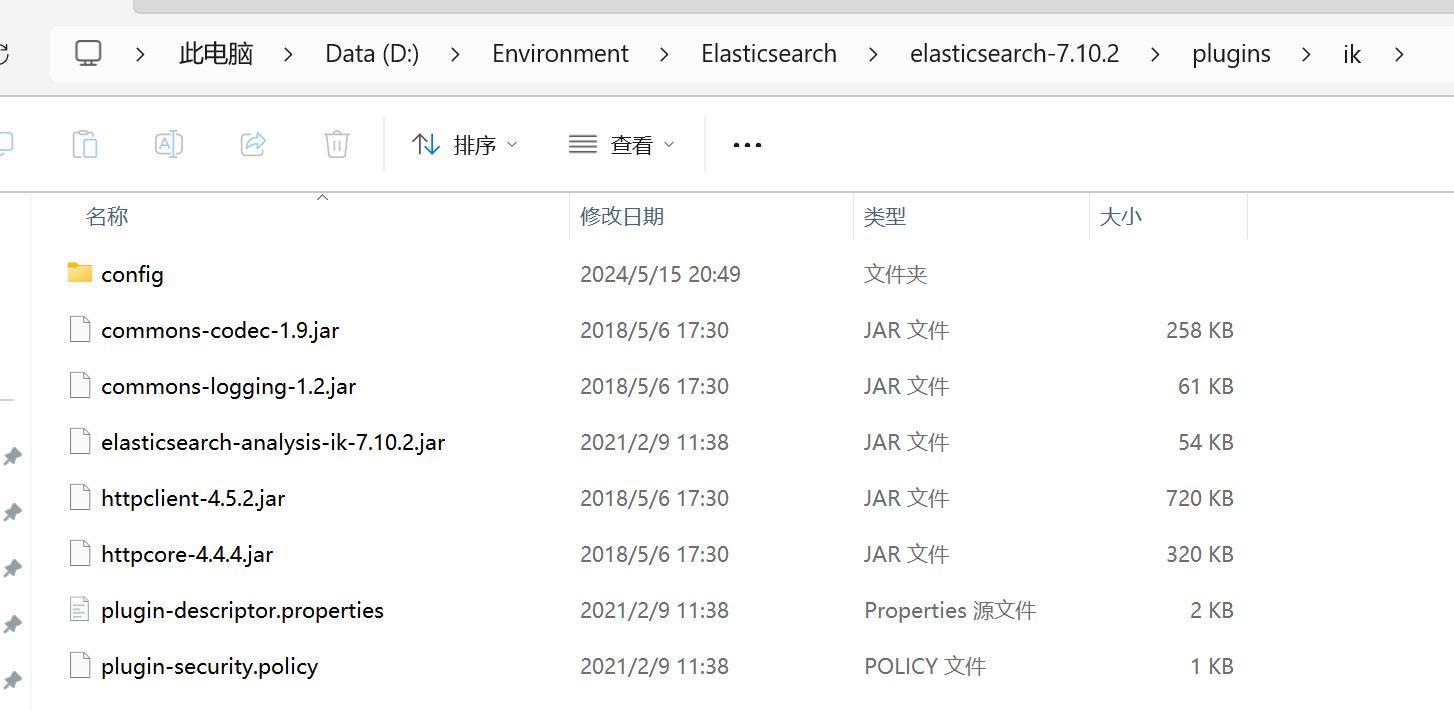 此电脑 > Data (D:) > Environment > Elasticsearch > elasticsearch-7.10.2 > plugins > ik >
排序 查看 •••
名称 修改日期 类型 大小
config 2024/5/15 20:49 文件夹
commons-codec-1.9.jar 2018/5/6 17:30 JAR 文件 258 KB
commons-logging-1.2.jar 2018/5/6 17:30 JAR 文件 61 KB
elasticsearch-analysis-ik-7.10.2.jar 2021/2/9 11:38 JAR 文件 54 KB
httpclient-4.5.2.jar 2018/5/6 17:30 JAR 文件 720 KB
httpcore-4.4.4.jar 2018/5/6 17:30 JAR 文件 320 KB
plugin-descriptor.properties 2021/2/9 11:38 Properties 源文件 2 KB
plugin-security.policy 2021/2/9 11:38 POLICY 文件 1 KB